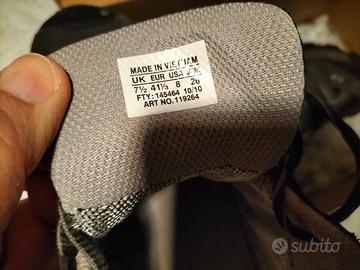 MADE IN VIETNAM
UK EUR USA
7½ 41⅓ 8 26
FTY: 145464 10/10
ART NO. 119264
subito